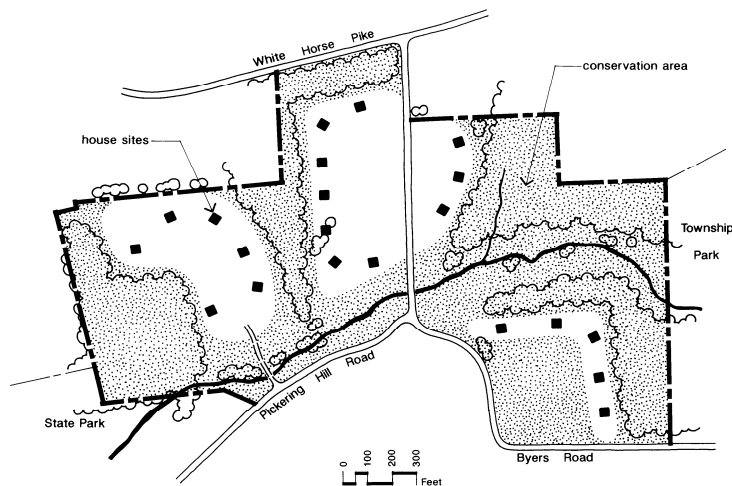 White Horse Pike
conservation area
house sites
Township
Park
Pickering Hill Road
State Park
Byers Road
0 100 200 300
Feet